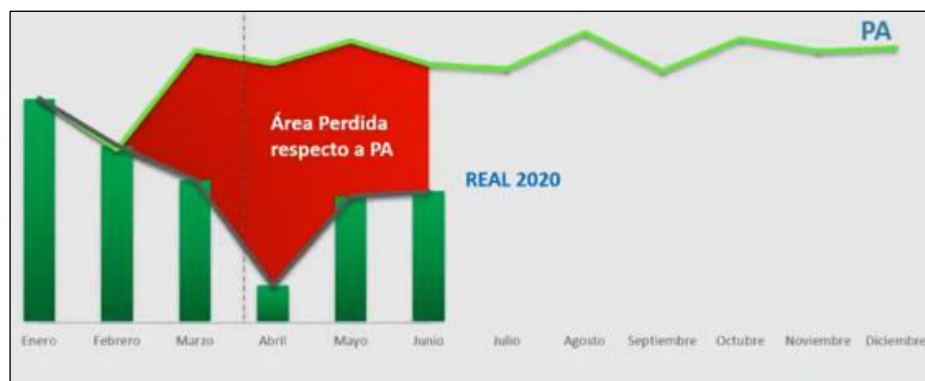 PA
Área Perdida
respecto a PA
REAL 2020
Enero Febrero Marzo Abril Mayo Junio Julio Agosto Septiembre Octubre Noviembre Diciembre